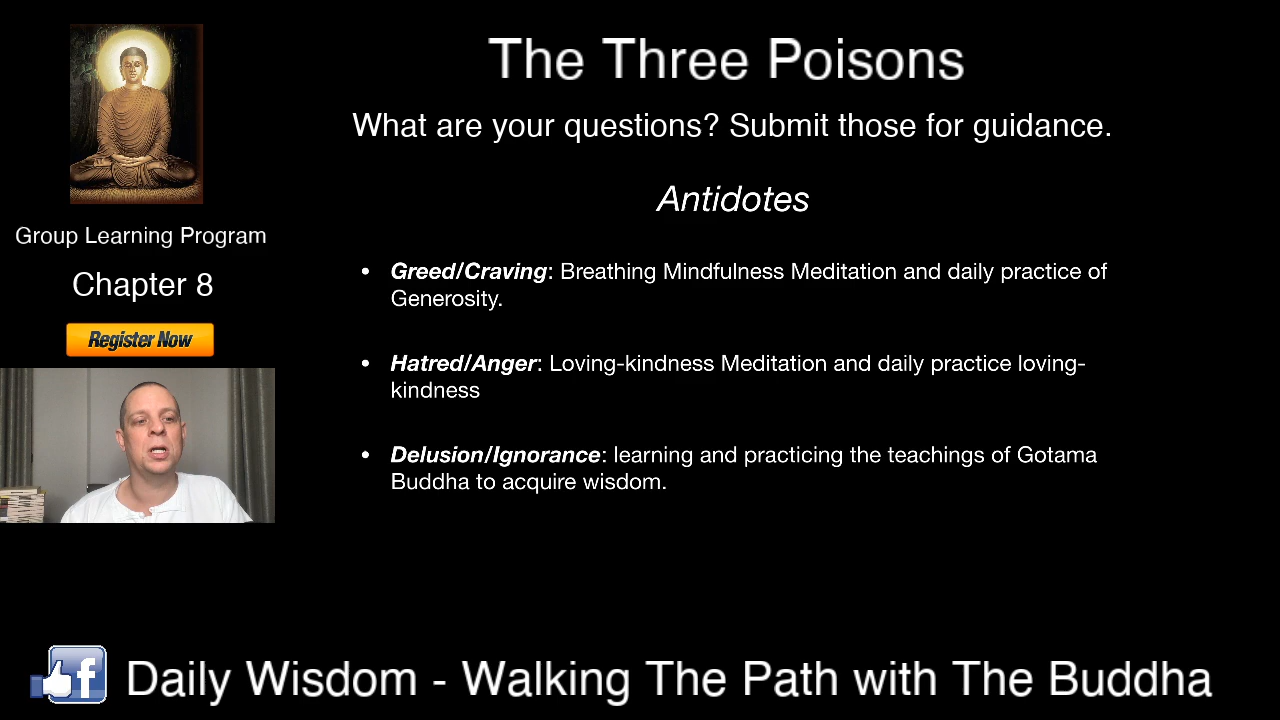 The Three Poisons
What are your questions? Submit those for guidance.
Antidotes
Group Learning Program
Chapter 8
Register Now
• Greed/Craving: Breathing Mindfulness Meditation and daily practice of
Generosity.
• Hatred/Anger: Loving-kindness Meditation and daily practice loving-
kindness
• Delusion/Ignorance: learning and practicing the teachings of Gotama
Buddha to acquire wisdom.
f
Daily Wisdom - Walking The Path with The Buddha